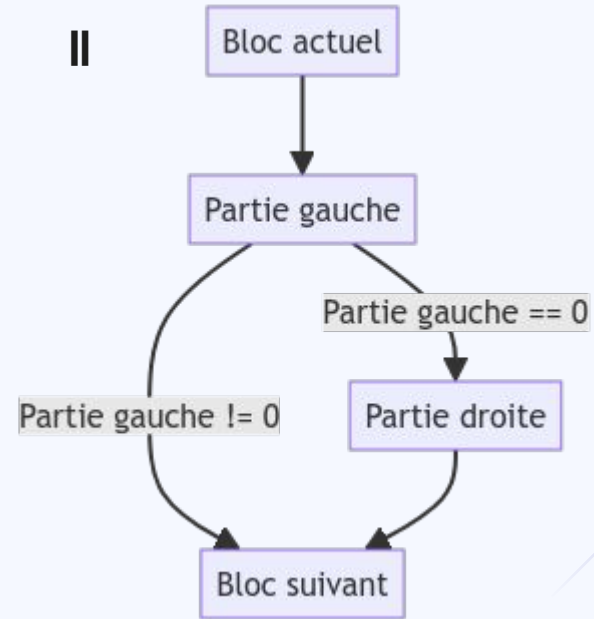 ||
Bloc actuel
Partie gauche
Partie gauche == 0
Partie gauche != 0
Partie droite
Bloc suivant